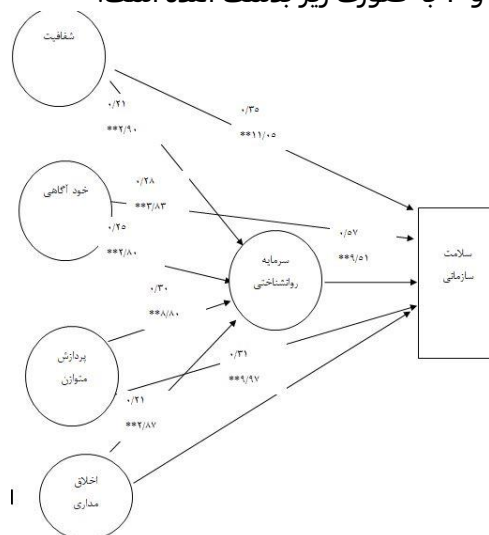 شفافیت
۰/۲۱
**۲/۹۰
۰/۳۵
**۱۱/۰۵
خود آگاهی
۰/۲۸
**۳/۸۳
۰/۲۵
**۲/۸۰
۰/۵۷
**۹/۵۱
سرمایه
روانشناختی
سلامت
سازمانی
۰/۳۰
**۸/۸۰
پردازش
متوازن
۰/۳۱
**۹/۹۷
۰/۲۱
**۲/۸۷
اخلاق
مداری
ا